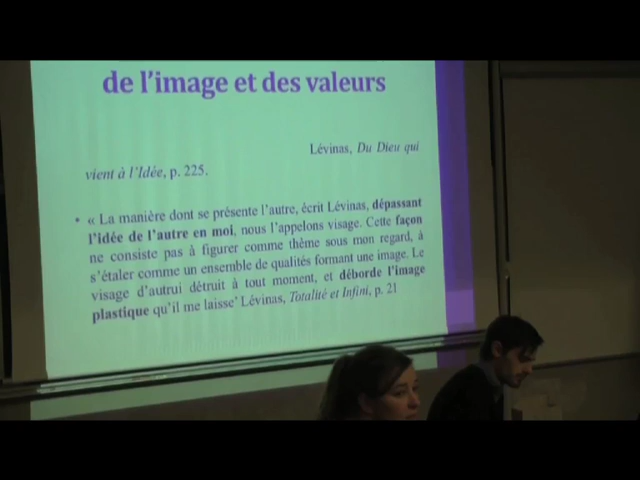 de l'image et des valeurs
Lévinas, Du Dieu qui
vient à l'Idée, p. 225.
• « La manière dont se présente l'autre, écrit Lévinas, dépassant
l'idée de l'autre en moi, nous l'appelons visage. Cette façon
ne consiste pas à figurer comme thème sous mon regard, à
s'étaler comme un ensemble de qualités formant une image. Le
visage d'autrui détruit à tout moment, et déborde l'image
plastique qu'il me laisse' Lévinas, Totalité et Infini, p. 21